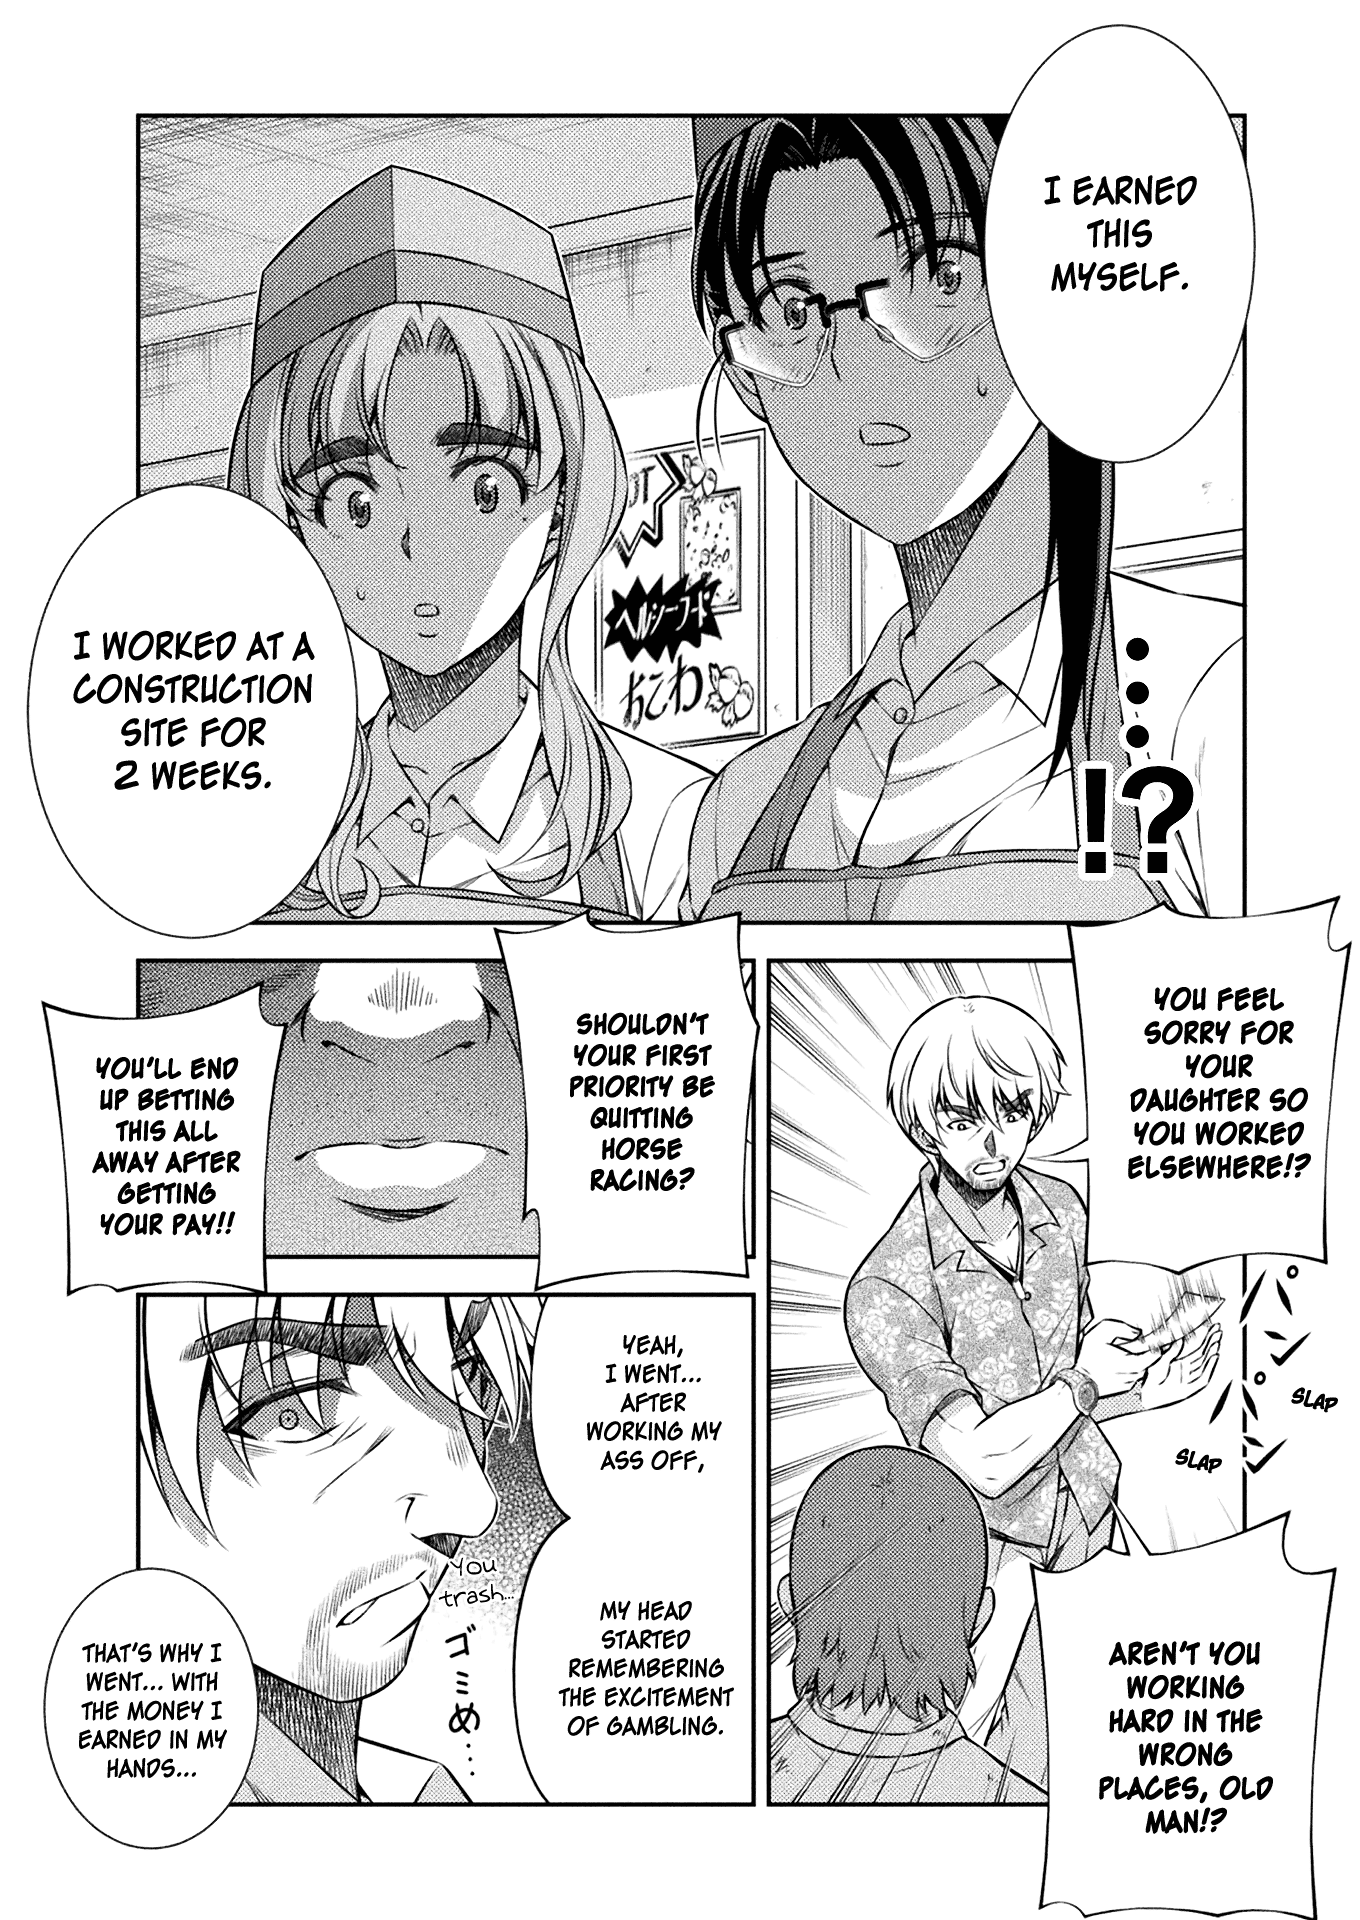 I EARNED
THIS
MYSELF.
I WORKED AT A
CONSTRUCTION
SITE FOR
2 WEEKS.
ヘルシーフード
おこわ
...
!?
YOU FEEL
SORRY FOR
YOUR
DAUGHTER SO
YOU WORKED
ELSEWHERE!?
パン
SLAP
パン
SLAP
AREN'T YOU
WORKING
HARD IN THE
WRONG
PLACES, OLD
MAN!?
SHOULDN'T
YOUR FIRST
PRIORITY BE
QUITTING
HORSE
RACING?
YOU'LL END
UP BETTING
THIS ALL
AWAY AFTER
GETTING
YOUR PAY!!
YEAH,
I WENT...
AFTER
WORKING MY
ASS OFF,
MY HEAD
STARTED
REMEMBERING
THE EXCITEMENT
OF GAMBLING.
You
trash...
ゴミめ・・・・
THAT'S WHY I
WENT... WITH
THE MONEY I
EARNED IN MY
HANDS...